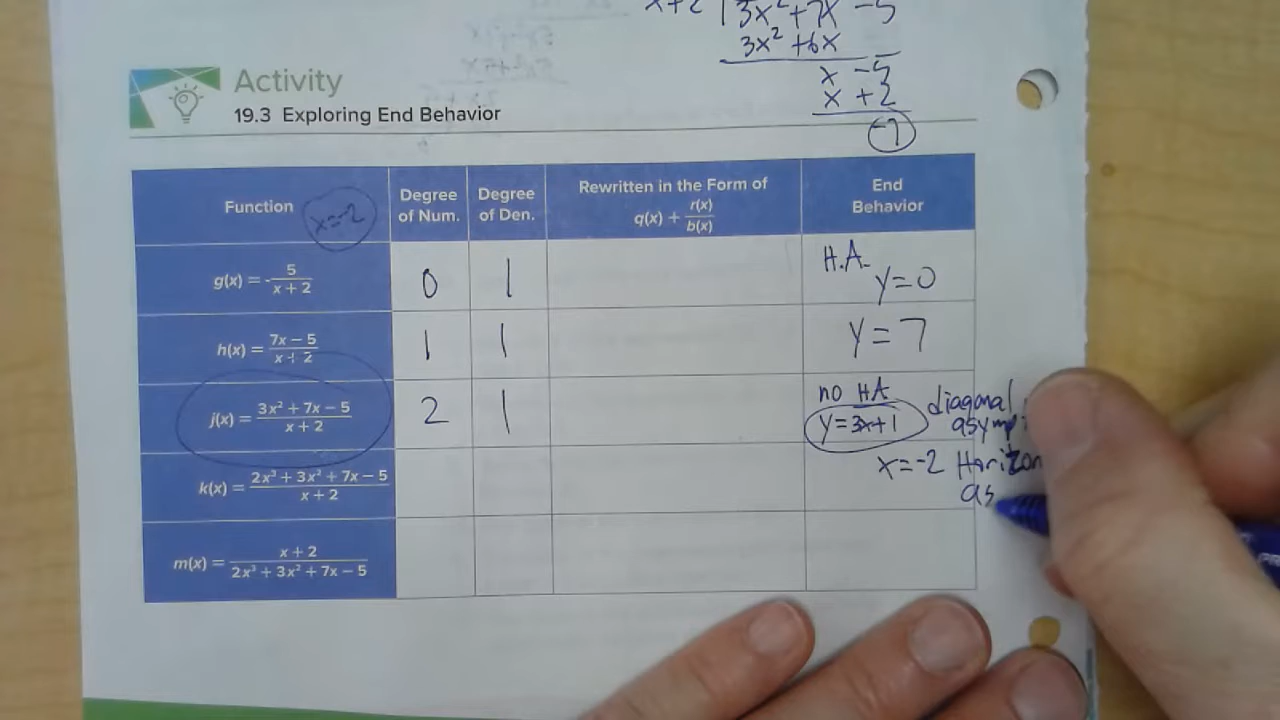 x+2 3x² + 7x - 5
3x² + 6x
x - 5
x + 2
-7
Activity
19.3 Exploring End Behavior
Function x=-2
Degree of Num.
Degree of Den.
Rewritten in the Form of
q(x) + r(x)/b(x)
End
Behavior
g(x) = -5/(x + 2) 0 1 H.A. y=0
h(x) = (7x − 5)/(x + 2) 1 1 y=7
j(x) = (3x² + 7x − 5)/(x + 2) 2 1 no HA
y=3x+1 diagonal
asymp
k(x) = (2x³ + 3x² + 7x − 5)/(x + 2) x=-2 Horizon
as
m(x) = (x + 2)/(2x³ + 3x² + 7x − 5)